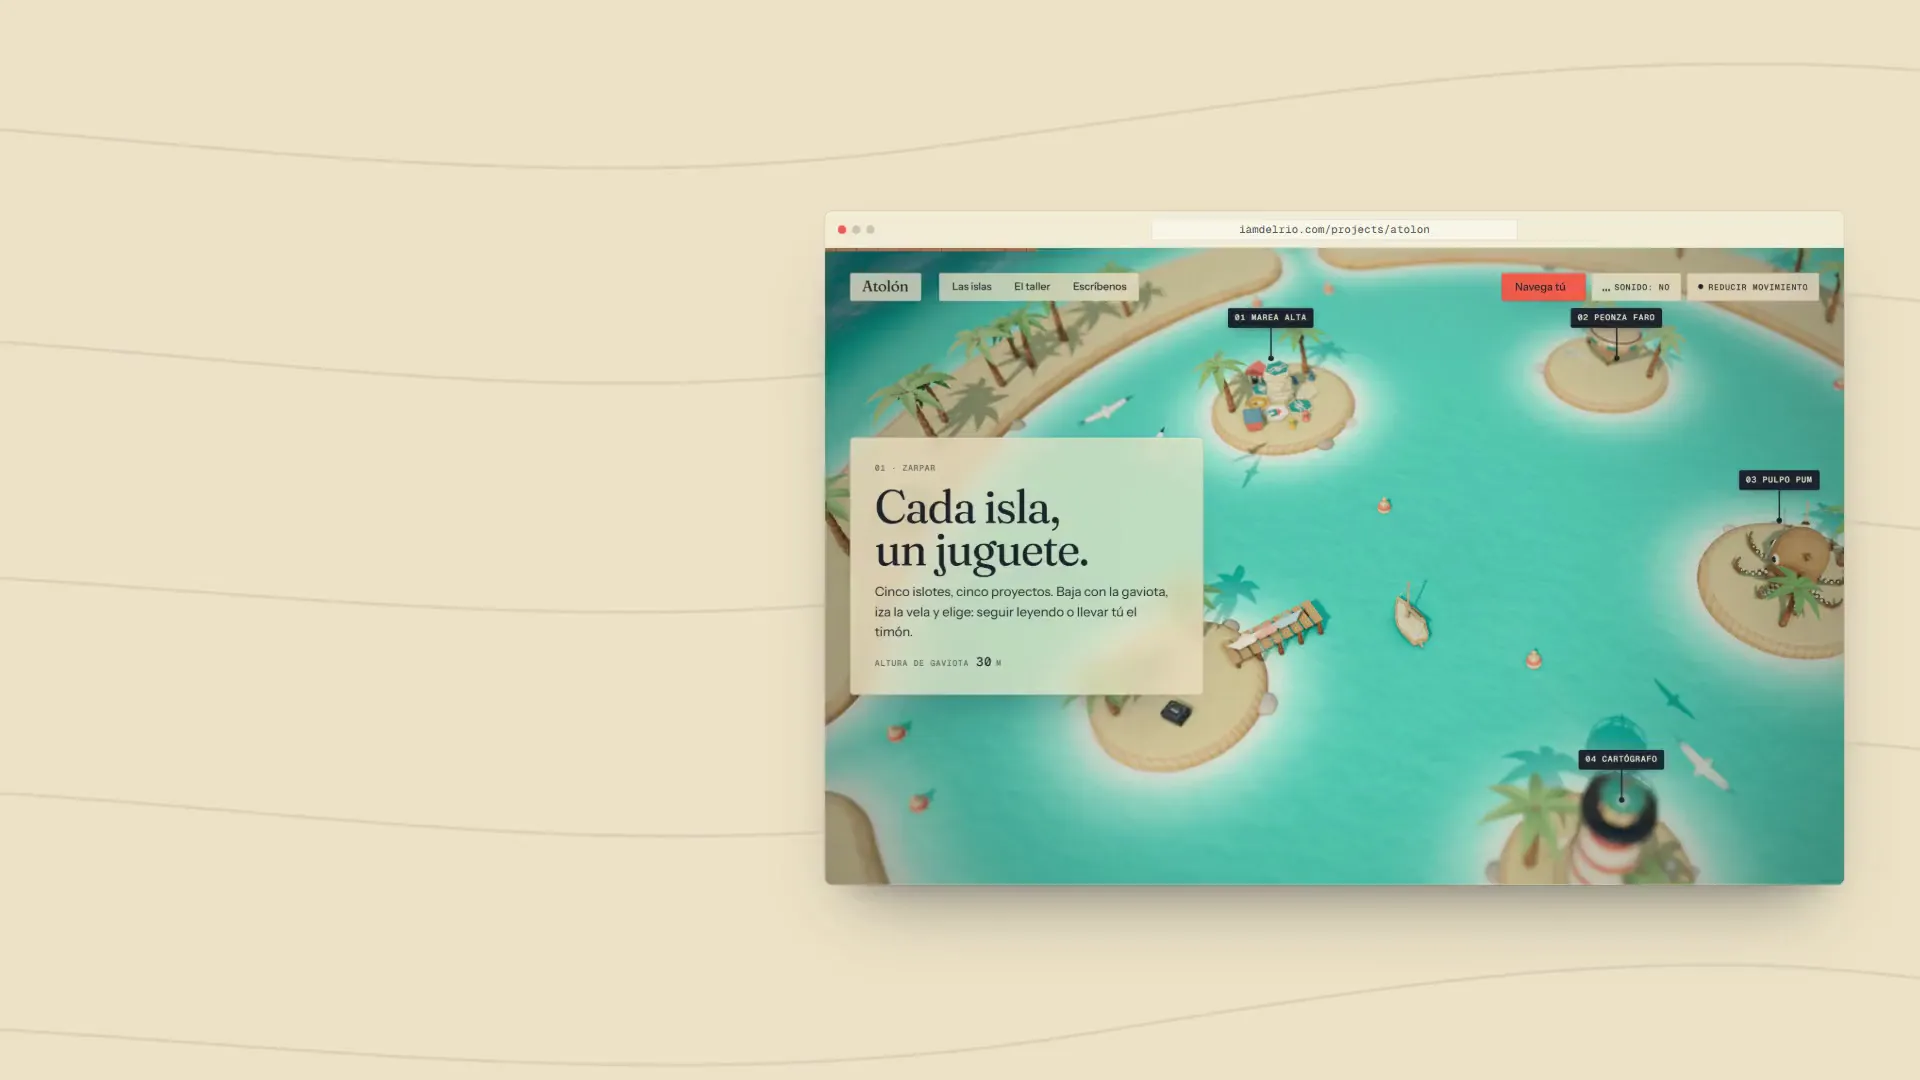 iamdelrio.com/projects/atolon
Atolón
Las islas
El taller
Escríbenos
Navega tú
... SONIDO: NO
REDUCIR MOVIMIENTO
01 MAREA ALTA
02 PEONZA FARO
03 PULPO PUM
01 · ZARPAR
Cada isla,
un juguete.
Cinco islotes, cinco proyectos. Baja con la gaviota,
iza la vela y elige: seguir leyendo o llevar tú el
timón.
ALTURA DE GAVIOTA 30 M
04 CARTÓGRAFO